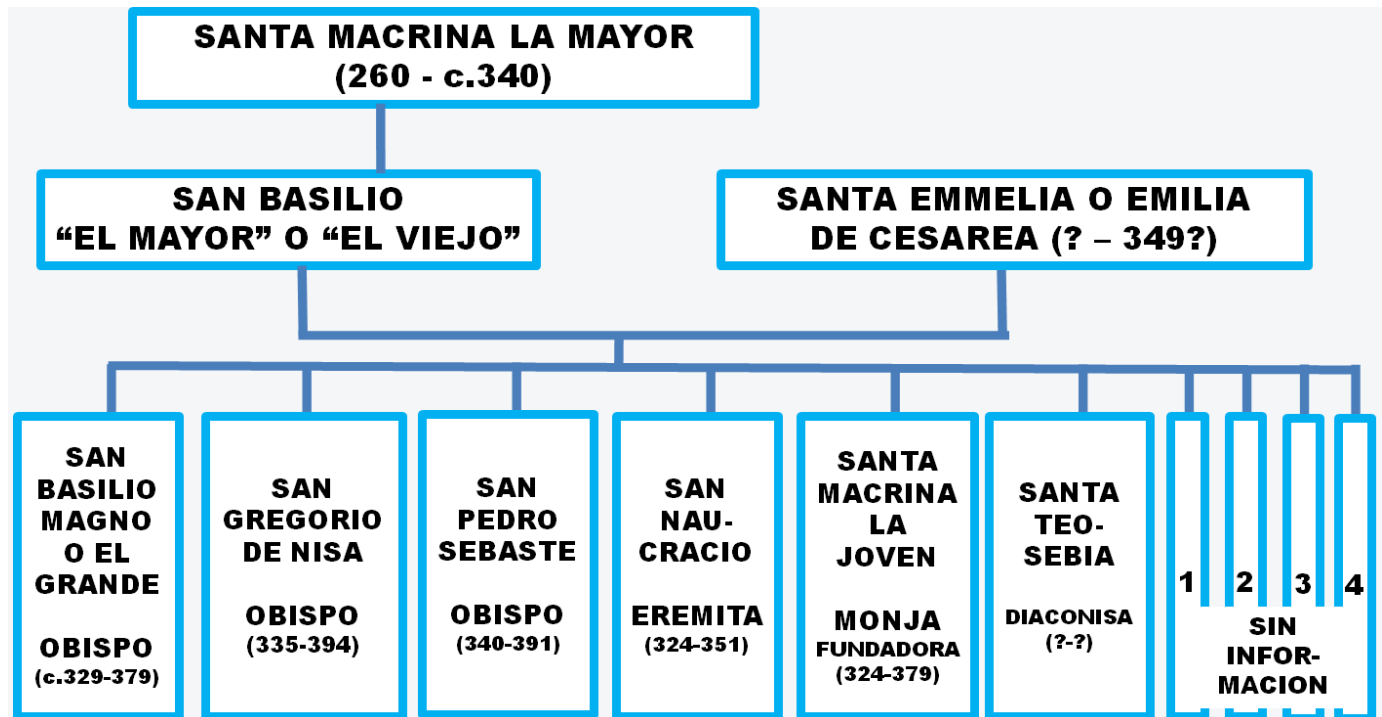 SANTA MACRINA LA MAYOR
(260 - c.340)
SAN BASILIO
“EL MAYOR” O “EL VIEJO”
SANTA EMMELIA O EMILIA
DE CESAREA (? – 349?)
SAN
BASILIO
MAGNO
O EL
GRANDE
OBISPO
(c.329-379)
SAN
GREGORIO
DE NISA
OBISPO
(335-394)
SAN
PEDRO
SEBASTE
OBISPO
(340-391)
SAN
NAU-
CRACIO
EREMITA
(324-351)
SANTA
MACRINA
LA
JOVEN
MONJA
FUNDADORA
(324-379)
SANTA
TEO-
SEBIA
DIACONISA
(?-?)
1 2 3 4
SIN
INFOR-
MACION